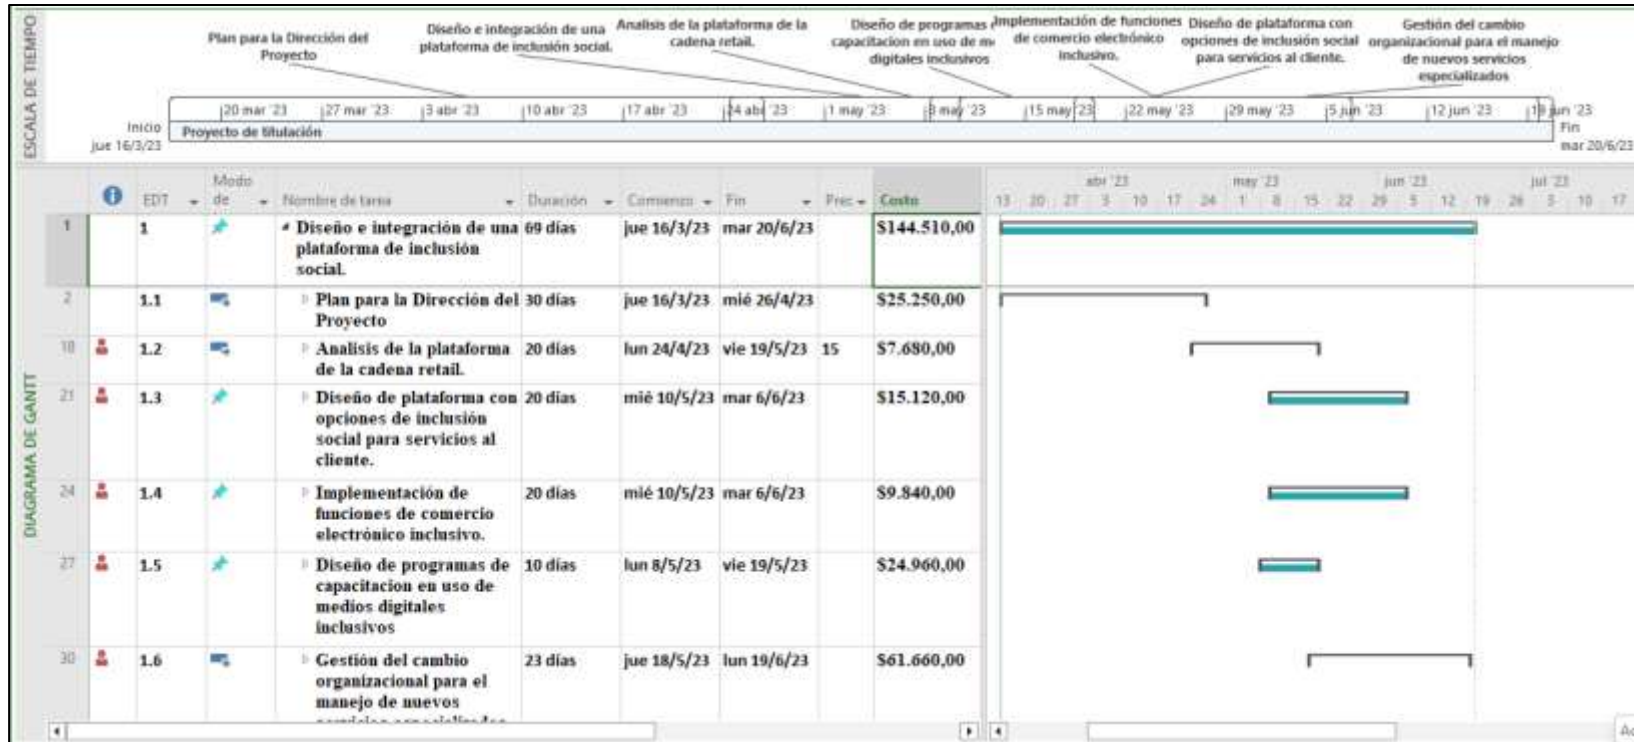 ESCALA DE TIEMPO
Plan para la Dirección del
Proyecto
Diseño e integración de una
plataforma de inclusión social.
Analisis de la plataforma de la
cadena retail.
Diseño de programas
capacitacion en uso de m
digitales inclusivos
Implementación de funciones
de comercio electrónico
inclusivo.
Diseño de plataforma con
opciones de inclusión social
para servicios al cliente.
Gestión del cambio
organizacional para el manejo
de nuevos servicios
especializados
20 mar '23 27 mar '23 3 abr '23 10 abr '23 17 abr '23 24 abr '23 1 may '23 8 may '23 15 may '23 22 may '23 29 may '23 5 jun '23 12 jun '23 19 jun '23
Inicio
jue 16/3/23
Proyecto de titulación
Fin
mar 20/6/23
DIAGRAMA DE GANTT
EDT Modo de Nombre de tarea Duración Comienzo Fin Prec Costo
abr '23 may '23 jun '23 jul '23
13 20 27 3 10 17 24 1 8 15 22 29 5 12 19 26 3 10 17
1 1 Diseño e integración de una 69 días jue 16/3/23 mar 20/6/23 $144.510,00
plataforma de inclusión
social.
2 1.1 Plan para la Dirección del 30 días jue 16/3/23 mié 26/4/23 $25.250,00
Proyecto
18 1.2 Analisis de la plataforma 20 días lun 24/4/23 vie 19/5/23 15 $7.680,00
de la cadena retail.
21 1.3 Diseño de plataforma con 20 días mié 10/5/23 mar 6/6/23 $15.120,00
opciones de inclusión
social para servicios al
cliente.
24 1.4 Implementación de 20 días mié 10/5/23 mar 6/6/23 $9.840,00
funciones de comercio
electrónico inclusivo.
27 1.5 Diseño de programas de 10 días lun 8/5/23 vie 19/5/23 $24.960,00
capacitacion en uso de
medios digitales
inclusivos
30 1.6 Gestión del cambio 23 días jue 18/5/23 lun 19/6/23 $61.660,00
organizacional para el
manejo de nuevos